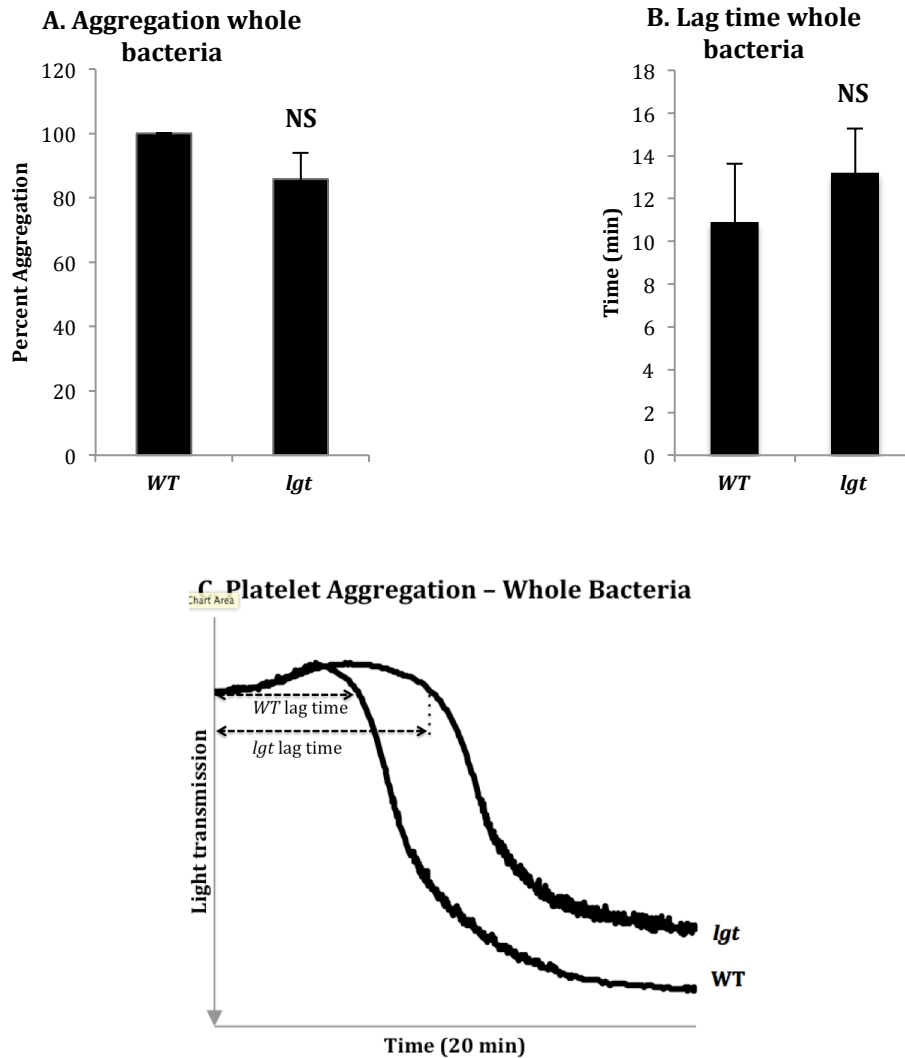 A. Aggregation whole
bacteria
120
100
80
60
40
20
0
Percent Aggregation
NS
WT lgt
B. Lag time whole
bacteria
18
16
14
12
10
8
6
4
2
0
Time (min)
NS
WT lgt
C. Platelet Aggregation – Whole Bacteria
Chart Area
WT lag time
lgt lag time
Light transmission
lgt
WT
Time (20 min)